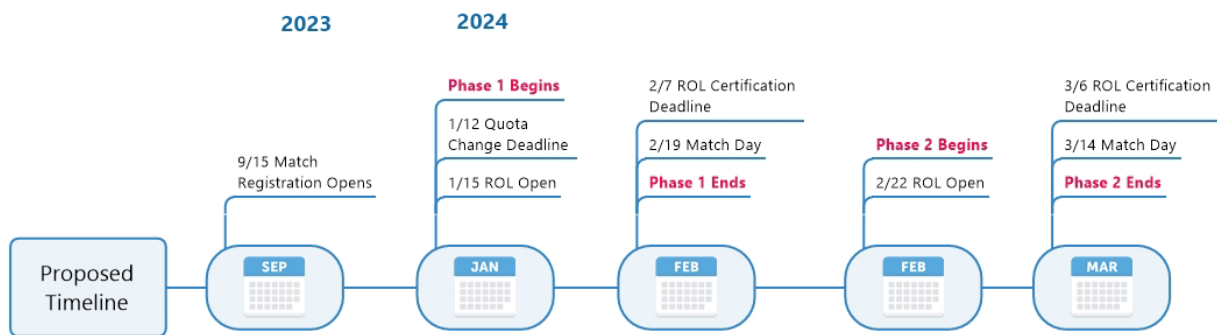 2023
2024
Proposed
Timeline
9/15 Match
Registration Opens
SEP
Phase 1 Begins
1/12 Quota
Change Deadline
1/15 ROL Open
JAN
2/7 ROL Certification
Deadline
2/19 Match Day
Phase 1 Ends
FEB
Phase 2 Begins
2/22 ROL Open
FEB
3/6 ROL Certification
Deadline
3/14 Match Day
Phase 2 Ends
MAR